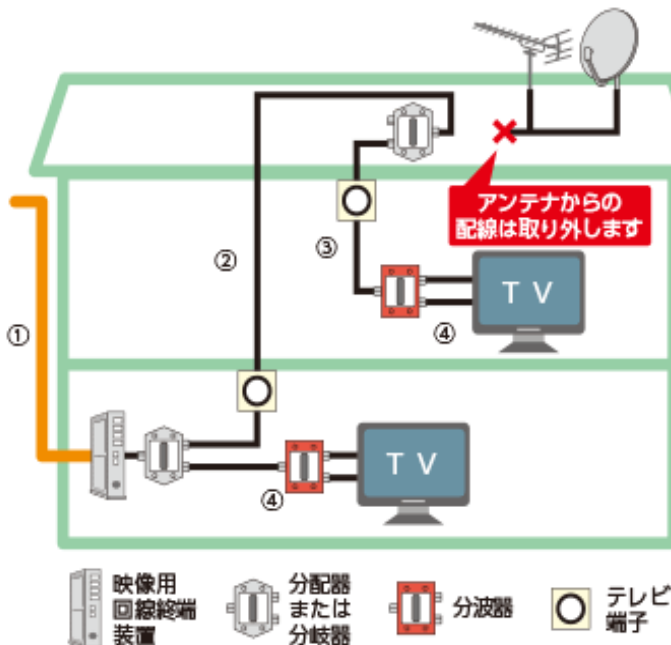 アンテナからの
配線は取り外します
②
③
TV
④
①
TV
④
映像用
回線終端
装置
分配器
または
分岐器
分波器
テレビ
端子